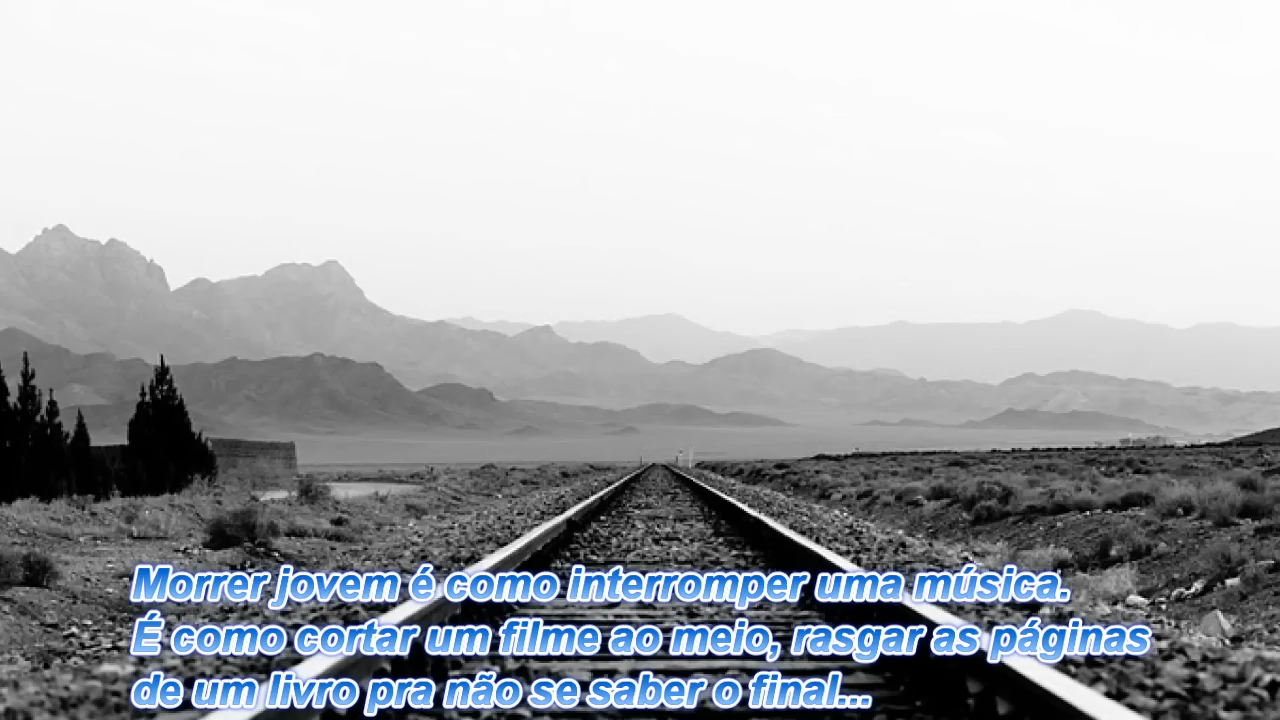 Morrer jovem é como interromper uma música.
É como cortar um filme ao meio, rasgar as páginas
de um livro pra não se saber o final...